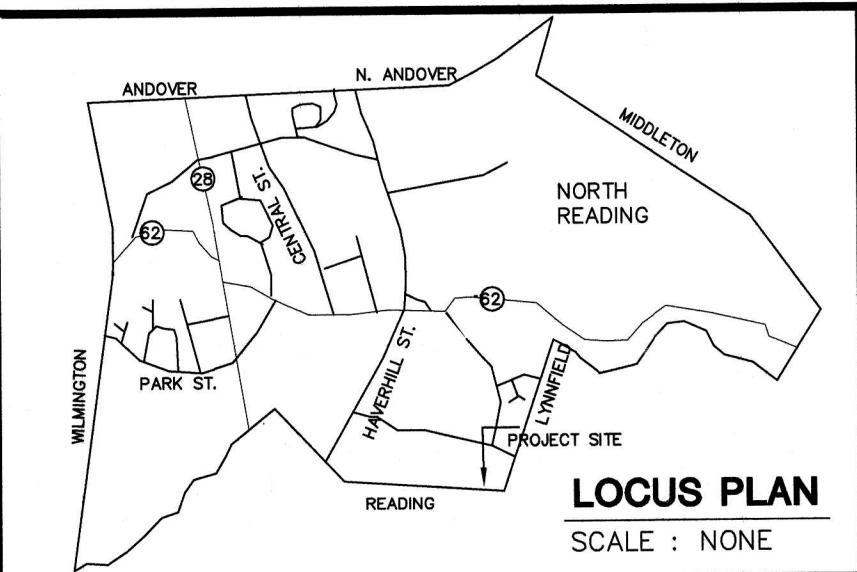 ANDOVER
N. ANDOVER
MIDDLETON
NORTH
READING
28
CENTRAL ST.
62
62
WILMINGTON
PARK ST.
HAVERHILL ST.
LYNNFIELD
PROJECT SITE
READING
LOCUS PLAN
SCALE : NONE